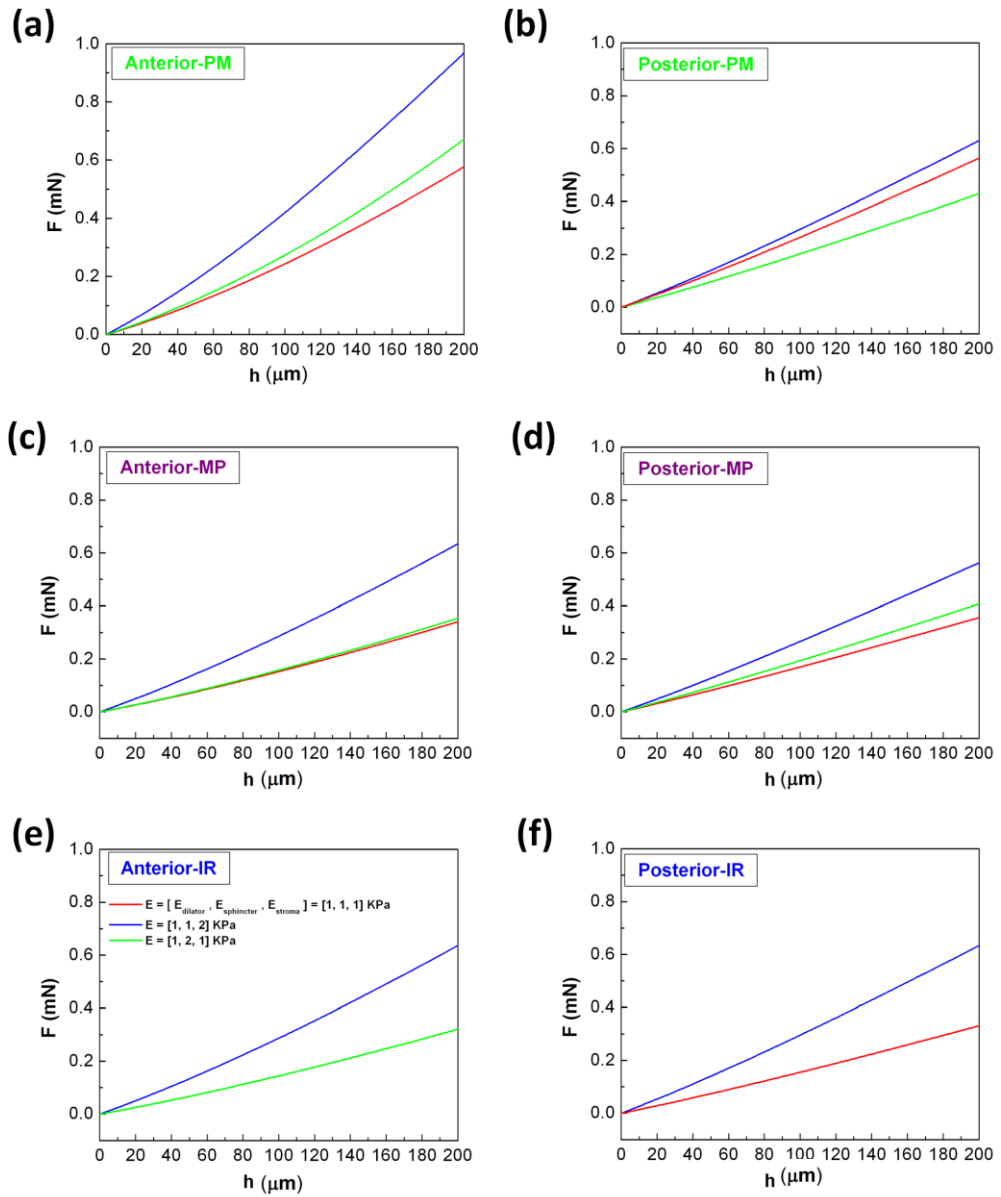 (a)
Anterior-PM
1.0
0.8
0.6
0.4
0.2
0.0
F (mN)
0 20 40 60 80 100 120 140 160 180 200
h (μm)
(b)
Posterior-PM
1.0
0.8
0.6
0.4
0.2
0.0
F (mN)
0 20 40 60 80 100 120 140 160 180 200
h (μm)
(c)
Anterior-MP
1.0
0.8
0.6
0.4
0.2
0.0
F (mN)
0 20 40 60 80 100 120 140 160 180 200
h (μm)
(d)
Posterior-MP
1.0
0.8
0.6
0.4
0.2
0.0
F (mN)
0 20 40 60 80 100 120 140 160 180 200
h (μm)
(e)
Anterior-IR
E = [ E dilator , E sphincter , E stroma ] = [1, 1, 1] KPa
E = [1, 1, 2] KPa
E = [1, 2, 1] KPa
1.0
0.8
0.6
0.4
0.2
0.0
F (mN)
0 20 40 60 80 100 120 140 160 180 200
h (μm)
(f)
Posterior-IR
1.0
0.8
0.6
0.4
0.2
0.0
F (mN)
0 20 40 60 80 100 120 140 160 180 200
h (μm)